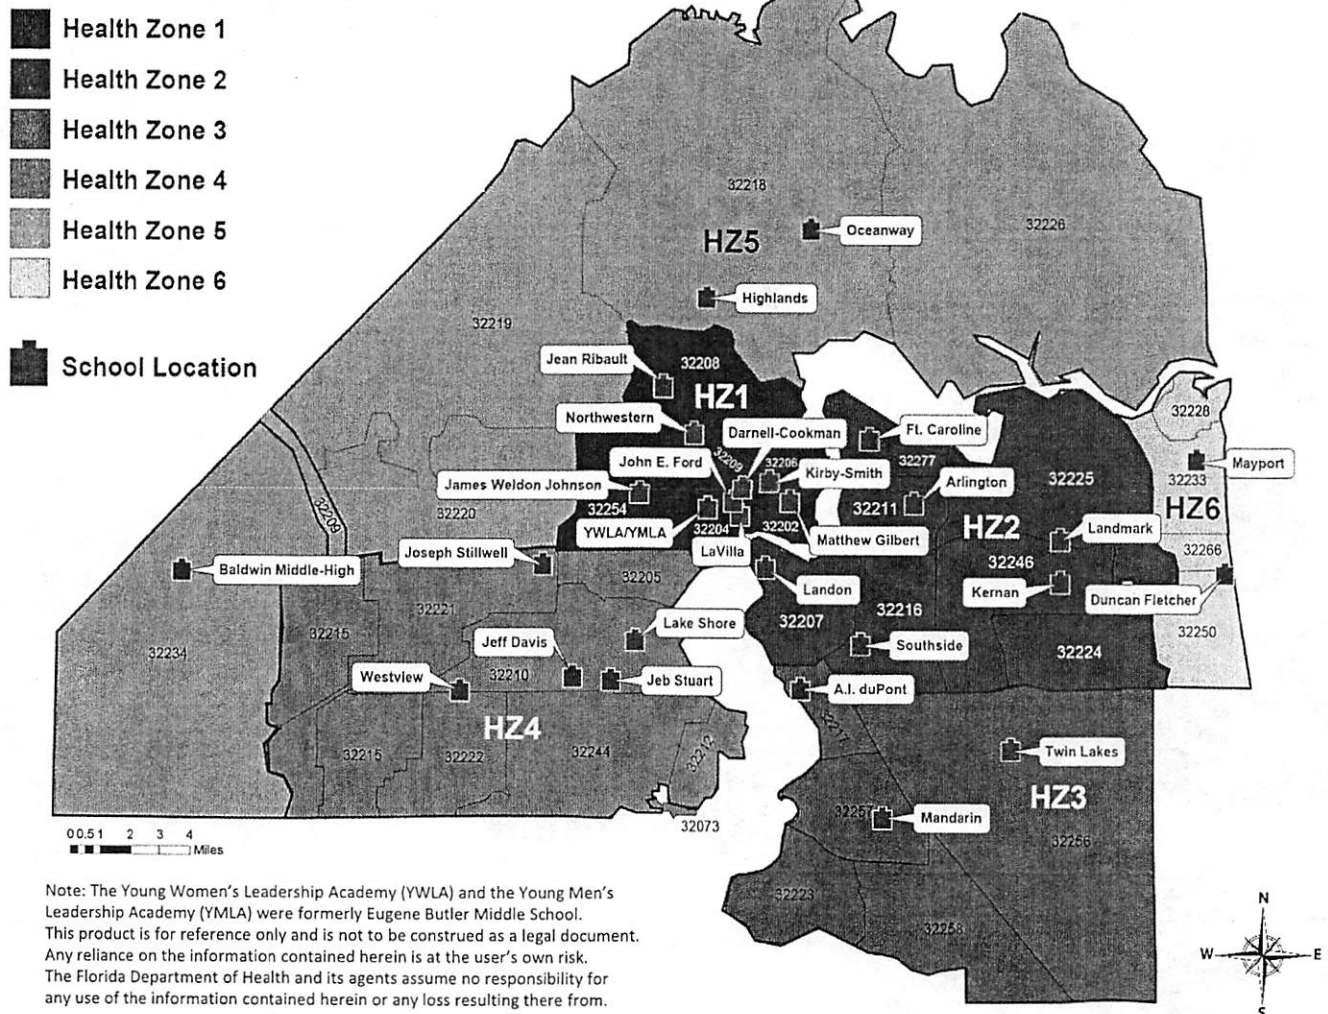 Health Zone 1
Health Zone 2
Health Zone 3
Health Zone 4
Health Zone 5
Health Zone 6
School Location
32218
32226
HZ5
Oceanway
Highlands
32219
Jean Ribault
32208
HZ1
Northwestern
Darnell-Cookman
Ft. Caroline
32228
John E. Ford
32209
32206
Kirby-Smith
32277
Mayport
James Weldon Johnson
Arlington
32225
32233
32209
32220
32254
YWLA/YMLA
32204
32202
32211
HZ2
HZ6
Matthew Gilbert
Landmark
Joseph Stillwell
LaVilla
32246
32266
Baldwin Middle-High
32205
Landon
Kernan
Duncan Fletcher
32221
32207
32216
32215
Lake Shore
32250
32234
Jeff Davis
Southside
32224
Westview
32210
Jeb Stuart
A.I. duPont
HZ4
32217
32215
32222
32244
32212
Twin Lakes
HZ3
32257
Mandarin
32073
32256
0 0.5 1 2 3 4
Miles
32223
32258
Note: The Young Women's Leadership Academy (YWLA) and the Young Men's
Leadership Academy (YMLA) were formerly Eugene Butler Middle School.
This product is for reference only and is not to be construed as a legal document.
Any reliance on the information contained herein is at the user's own risk.
The Florida Department of Health and its agents assume no responsibility for
any use of the information contained herein or any loss resulting there from.
N
W
E
S